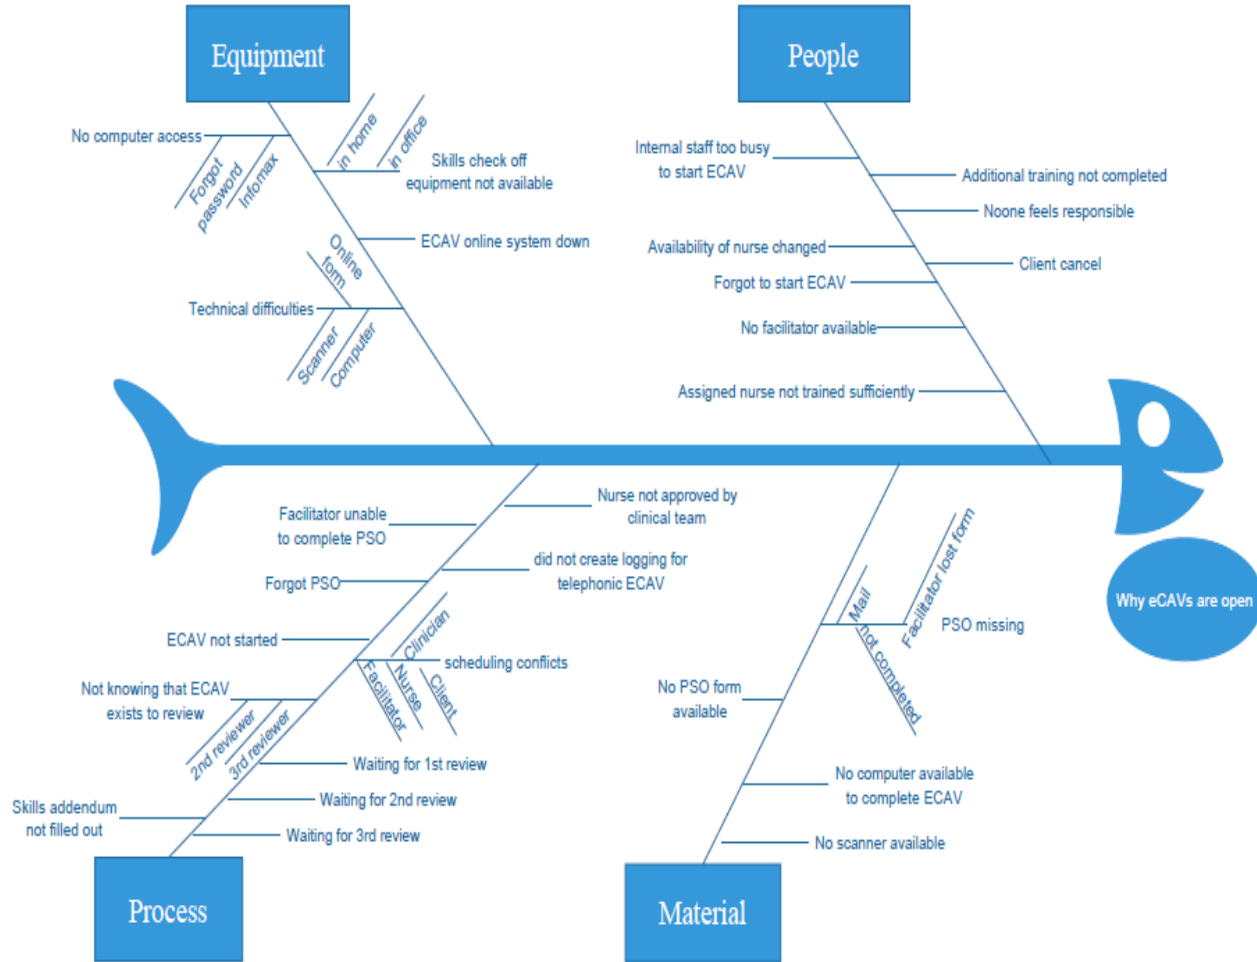 Equipment
People
No computer access
Forgot
password
Infomax
in home
in office
Skills check off
equipment not available
ECAV online system down
Online
form
Technical difficulties
Scanner
Computer
Internal staff too busy
to start ECAV
Additional training not completed
Noone feels responsible
Availability of nurse changed
Client cancel
Forgot to start ECAV
No facilitator available
Assigned nurse not trained sufficiently
Why eCAVs are open
Nurse not approved by
clinical team
Facilitator unable
to complete PSO
did not create logging for
telephonic ECAV
Forgot PSO
ECAV not started
Clinician
scheduling conflicts
Facilitator
Nurse
Client
Not knowing that ECAV
exists to review
2nd reviewer
3rd reviewer
Waiting for 1st review
Waiting for 2nd review
Skills addendum
not filled out
Waiting for 3rd review
Process
Facilitator lost form
Mail
not completed
PSO missing
No PSO form
available
No computer available
to complete ECAV
No scanner available
Material